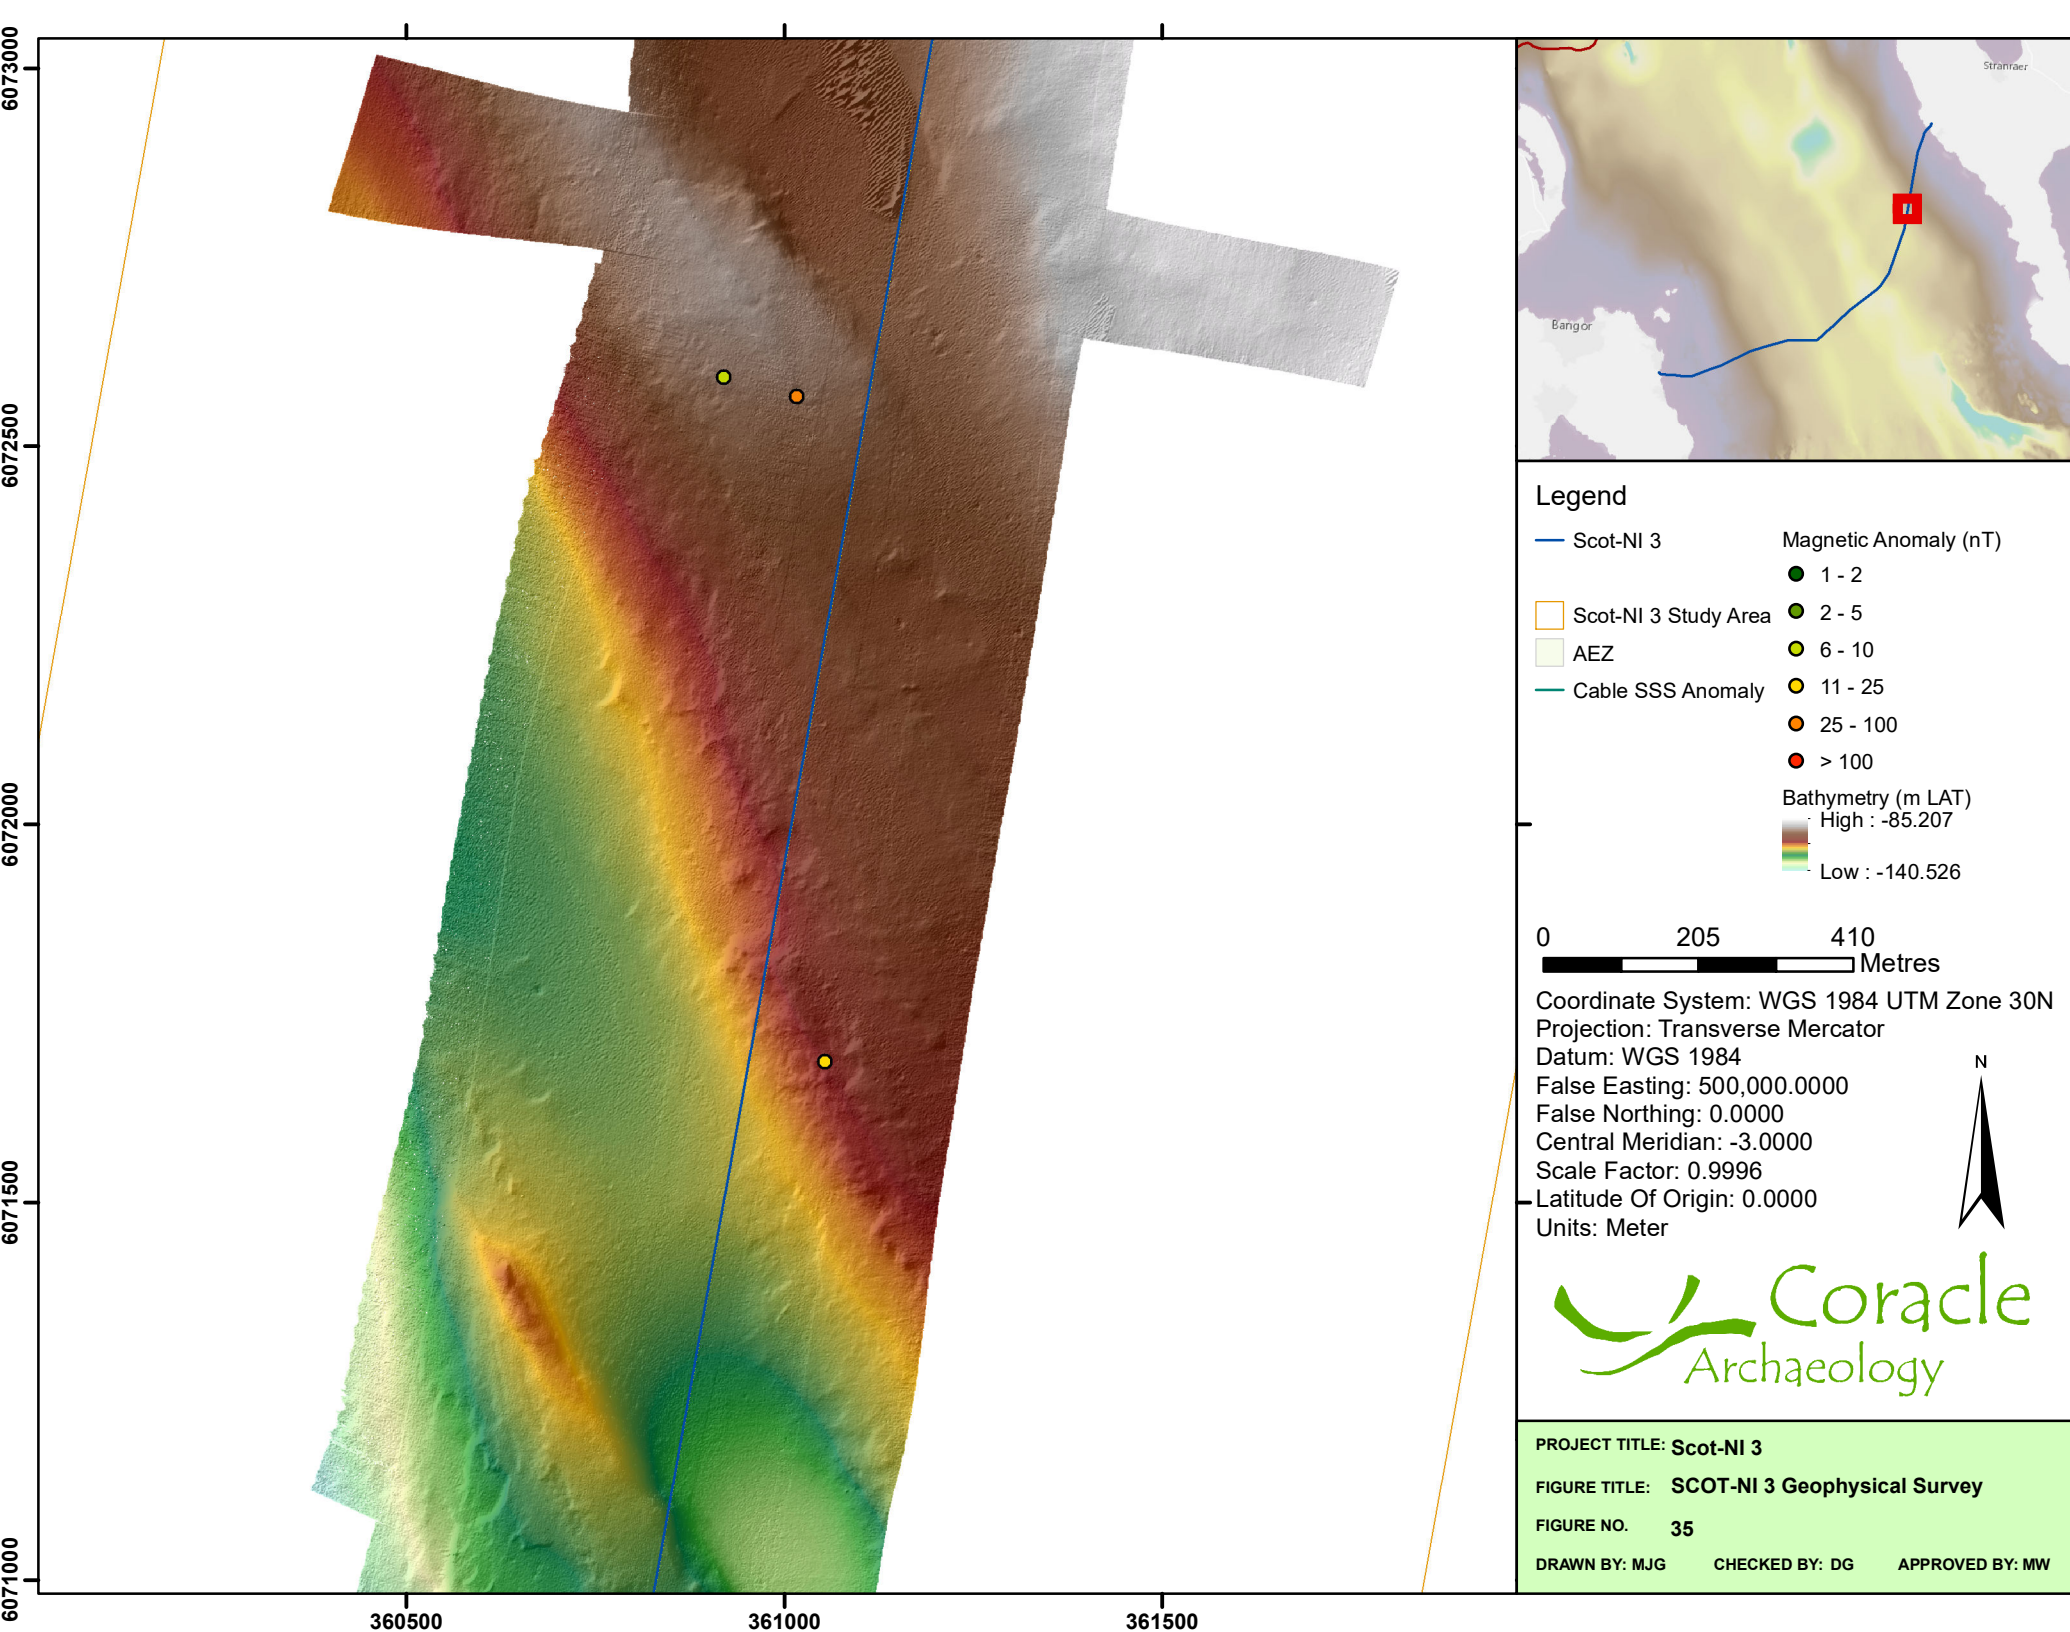 6073000
6072500
6072000
6071500
6071000
360500
361000
361500
Stranraer
Bangor
Legend
Scot-NI 3
Scot-NI 3 Study Area
AEZ
Cable SSS Anomaly
Magnetic Anomaly (nT)
1 - 2
2 - 5
6 - 10
11 - 25
25 - 100
> 100
Bathymetry (m LAT)
High : -85.207
Low : -140.526
0 205 410
Metres
Coordinate System: WGS 1984 UTM Zone 30N
Projection: Transverse Mercator
Datum: WGS 1984
False Easting: 500,000.0000
False Northing: 0.0000
Central Meridian: -3.0000
Scale Factor: 0.9996
Latitude Of Origin: 0.0000
Units: Meter
N
Coracle
Archaeology
PROJECT TITLE: Scot-NI 3
FIGURE TITLE: SCOT-NI 3 Geophysical Survey
FIGURE NO. 35
DRAWN BY: MJG CHECKED BY: DG APPROVED BY: MW